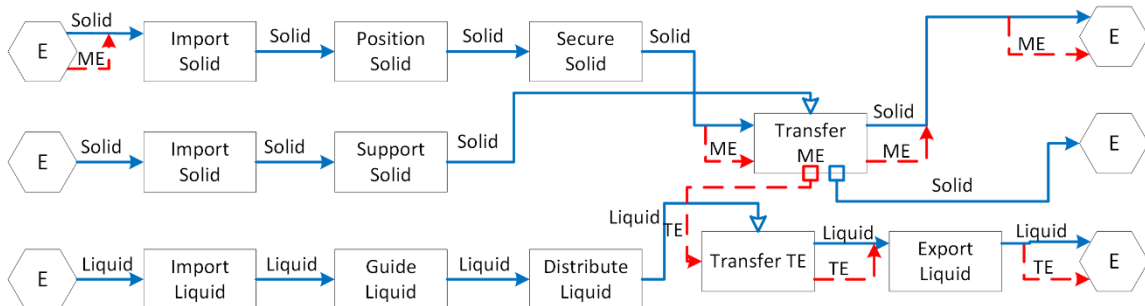 Solid
E
ME
Import
Solid
Solid
Position
Solid
Solid
Secure
Solid
Solid
ME
E
E
Solid
Import
Solid
Solid
Support
Solid
Solid
ME
Transfer
ME
Solid
ME
Solid
E
E
Liquid
Import
Liquid
Liquid
Guide
Liquid
Liquid
Distribute
Liquid
Liquid
TE
Transfer TE
Liquid
TE
Export
Liquid
Liquid
TE
E